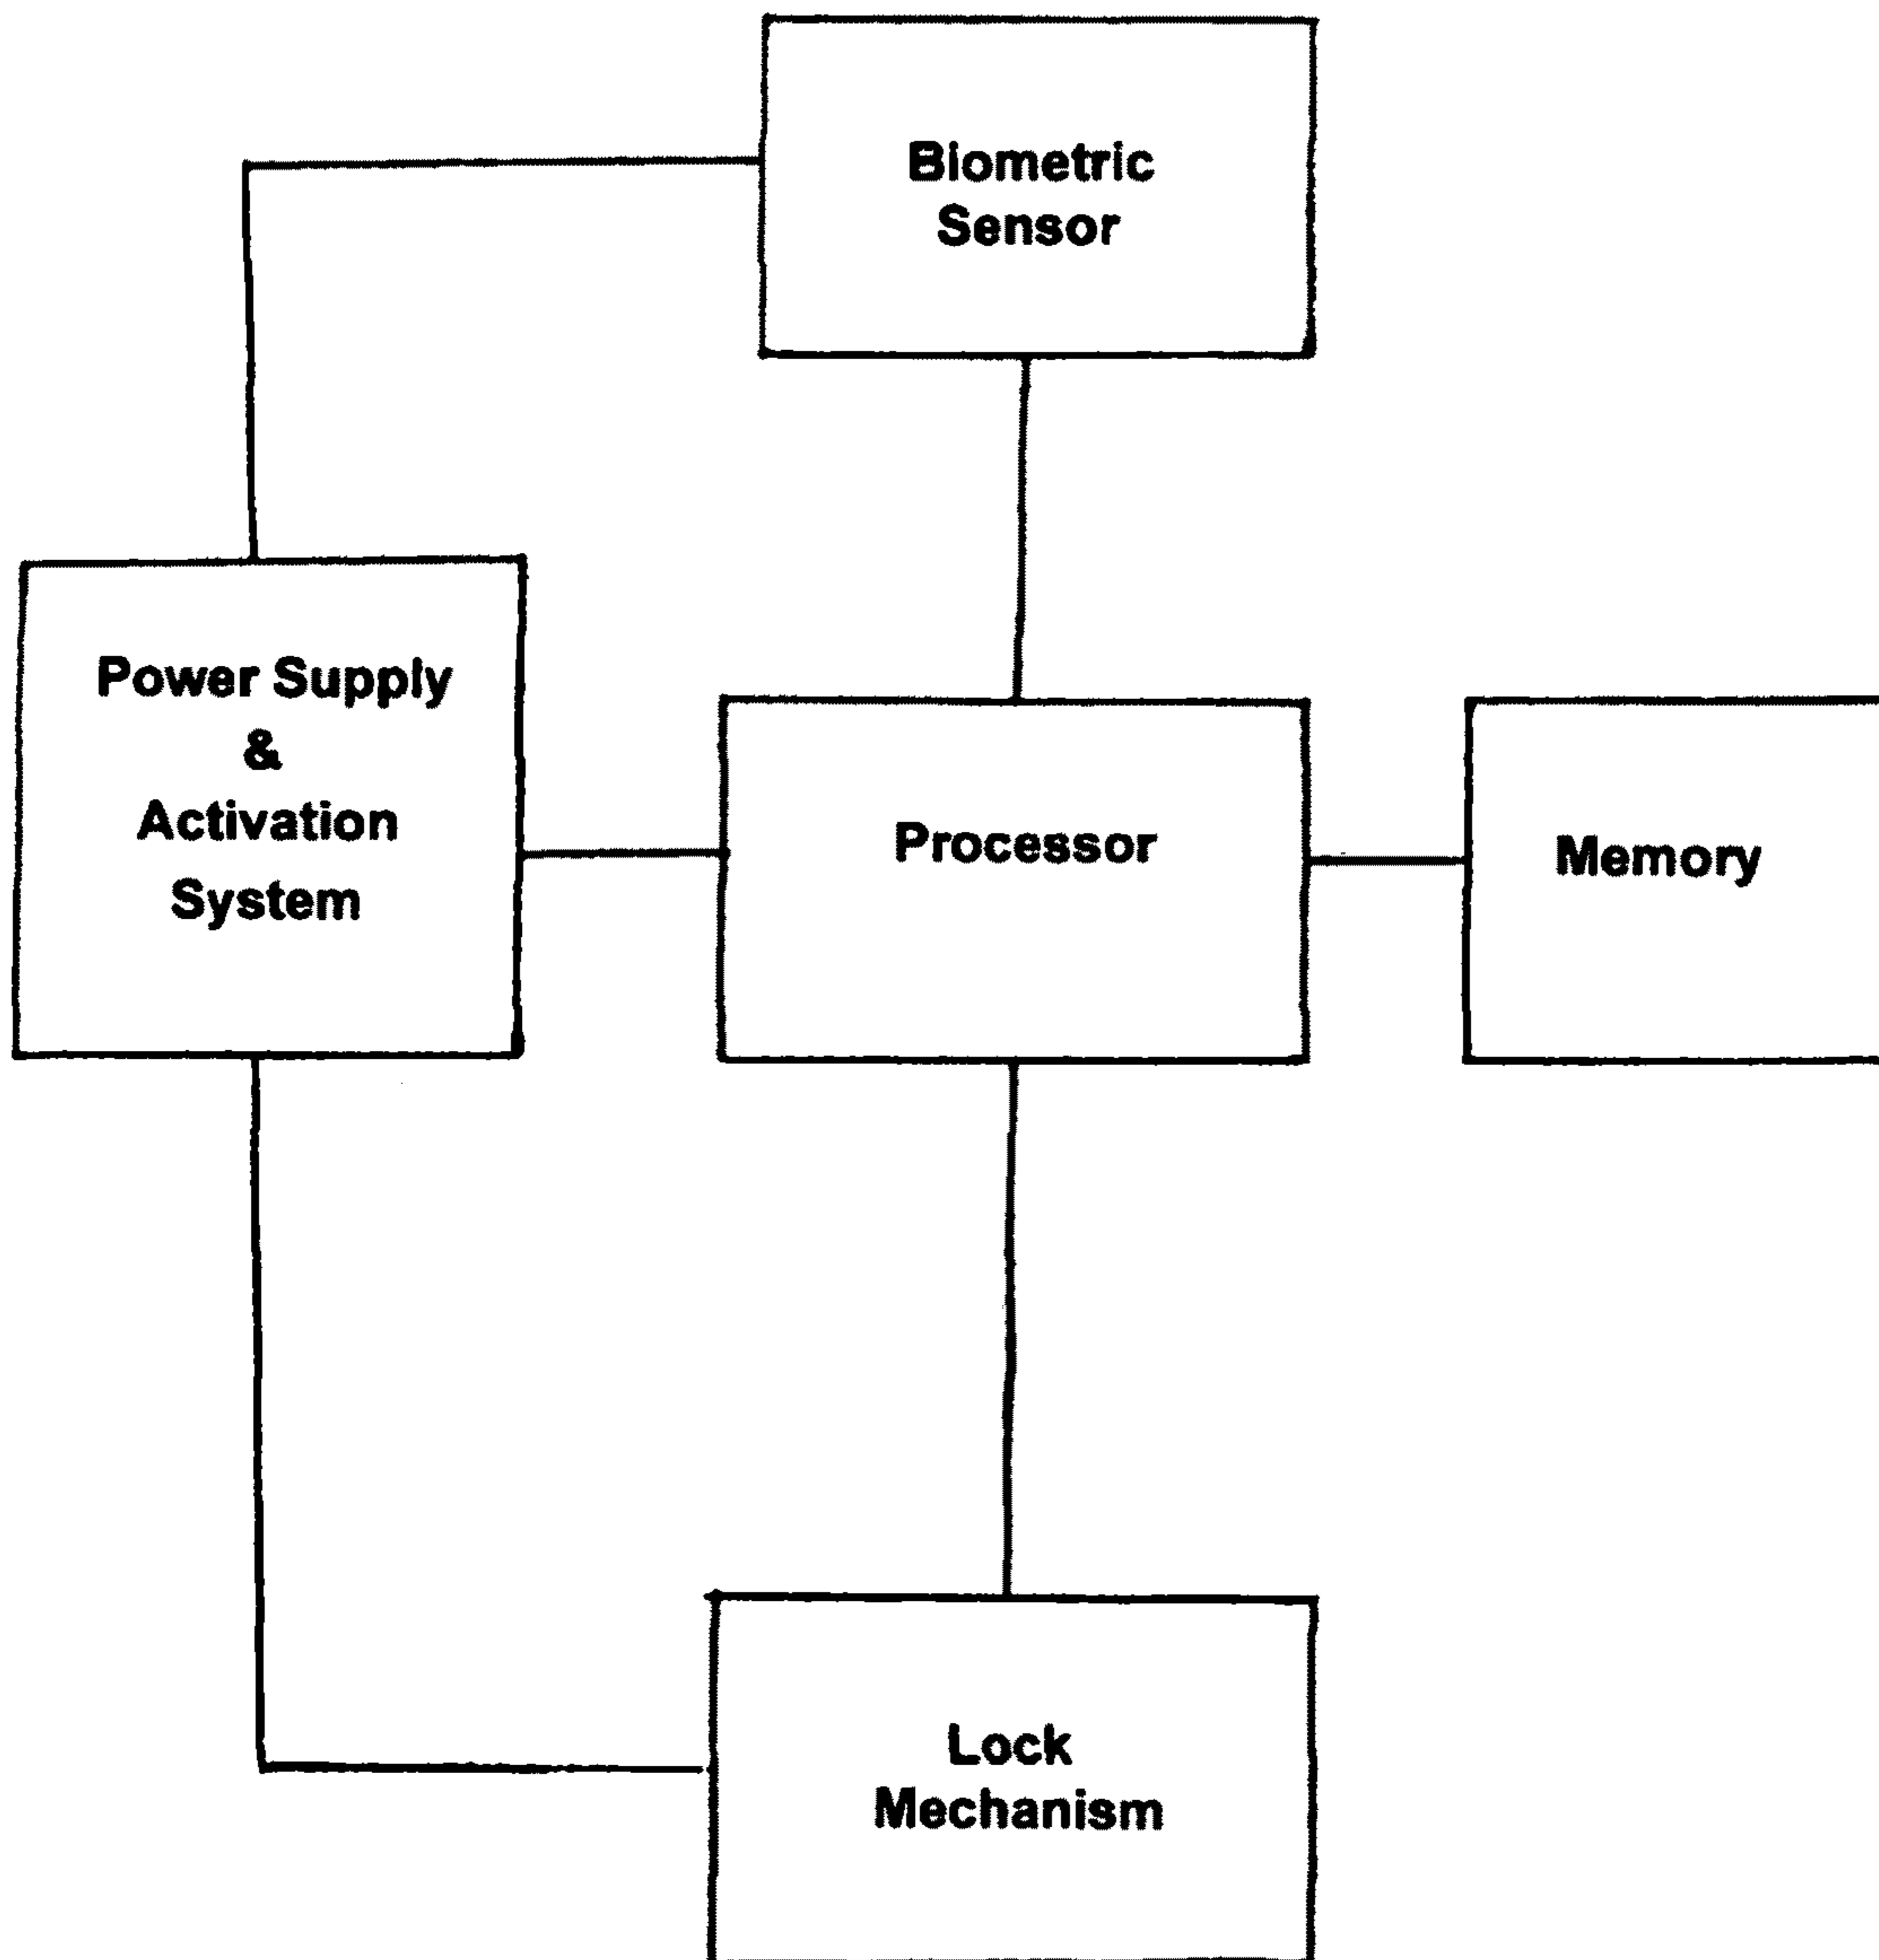 Biometric
Sensor
Power Supply
&
Activation
System
Processor
Memory
Lock
Mechanism